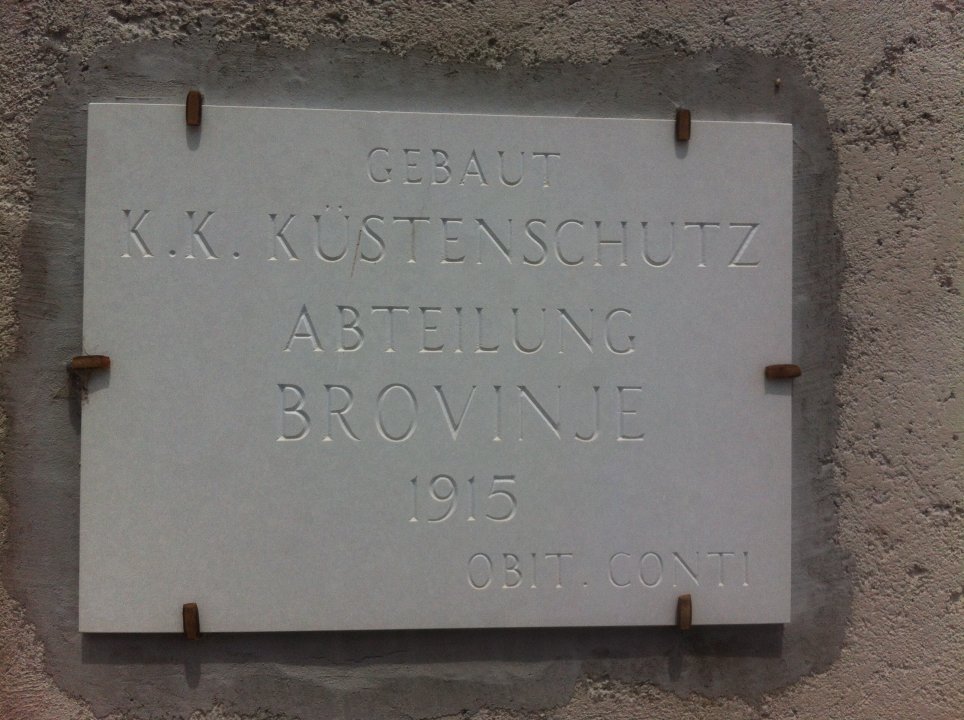 GEBAUT
K.K. KÜSTENSCHUTZ
ABTEILUNG
BROVINJE
1915
OBIT. CONTI